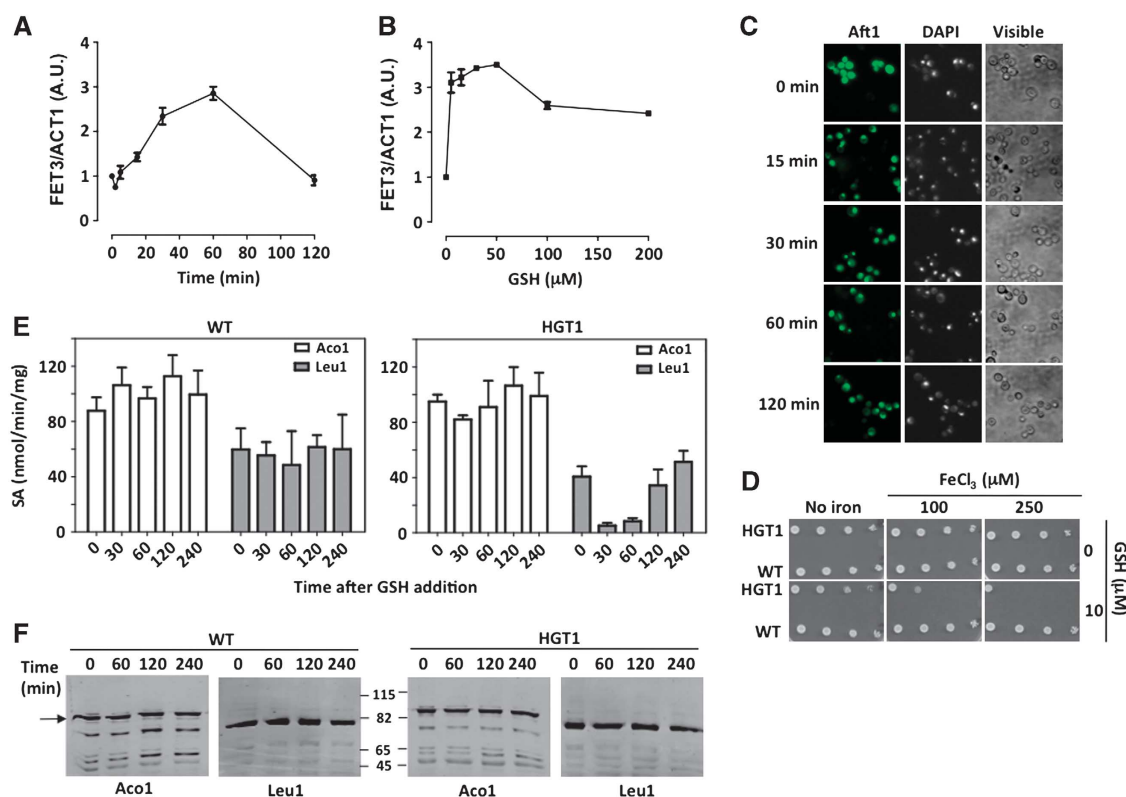 A
FET3/ACT1 (A.U.)
4
3
2
1
0
0 20 40 60 80 100 120
Time (min)
B
FET3/ACT1 (A.U.)
4
3
2
1
0
0 50 100 150 200
GSH (μM)
C
Aft1 DAPI Visible
0 min
15 min
30 min
60 min
120 min
E
WT
SA (nmol/min/mg)
120
80
40
0
Aco1
Leu1
0 30 60 120 240 0 30 60 120 240
HGT1
120
80
40
0
Aco1
Leu1
0 30 60 120 240 0 30 60 120 240
Time after GSH addition
D
FeCl3 (μM)
No iron 100 250
HGT1
WT
HGT1
WT
0
10
GSH (μM)
F
WT HGT1
Time (min)
0 60 120 240 0 60 120 240 0 60 120 240 0 60 120 240
115
82
65
45
Aco1 Leu1 Aco1 Leu1